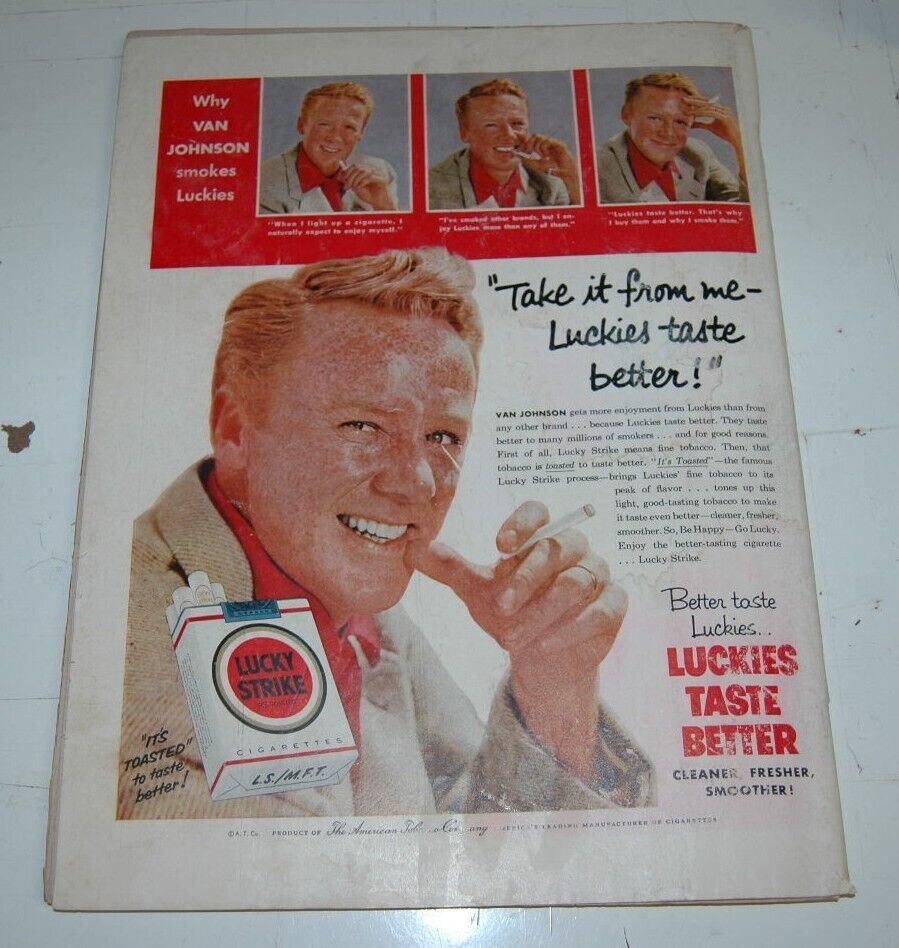 Why
VAN
JOHNSON
smokes
Luckies
"When I light up a cigarette, I
naturally expect to enjoy myself."
"I've smoked other brands, but I en-
joy Luckies more than any of them."
"Luckies taste better. That's why
I buy them and why I smoke them."
"Take it from me—
Luckies taste
better!"
VAN JOHNSON gets more enjoyment from Luckies than from
any other brand . . . because Luckies taste better. They taste
better to many millions of smokers . . . and for good reasons.
First of all, Lucky Strike means fine tobacco. Then, that
tobacco is toasted to taste better. "It's Toasted"—the famous
Lucky Strike process—brings Luckies' fine tobacco to its
peak of flavor . . . tones up this
light, good-tasting tobacco to make
it taste even better—cleaner, fresher,
smoother. So, Be Happy—Go Lucky.
Enjoy the better-tasting cigarette
. . . Lucky Strike.
Better taste
Luckies..
LUCKIES
TASTE
BETTER
CLEANER, FRESHER,
SMOOTHER!
LUCKY
STRIKE
CIGARETTES
L.S./M.F.T.
"IT'S
TOASTED"
to taste
better!
© A.T. Co. PRODUCT OF The American LEADING MANUFACTURER OF CIGARETTES